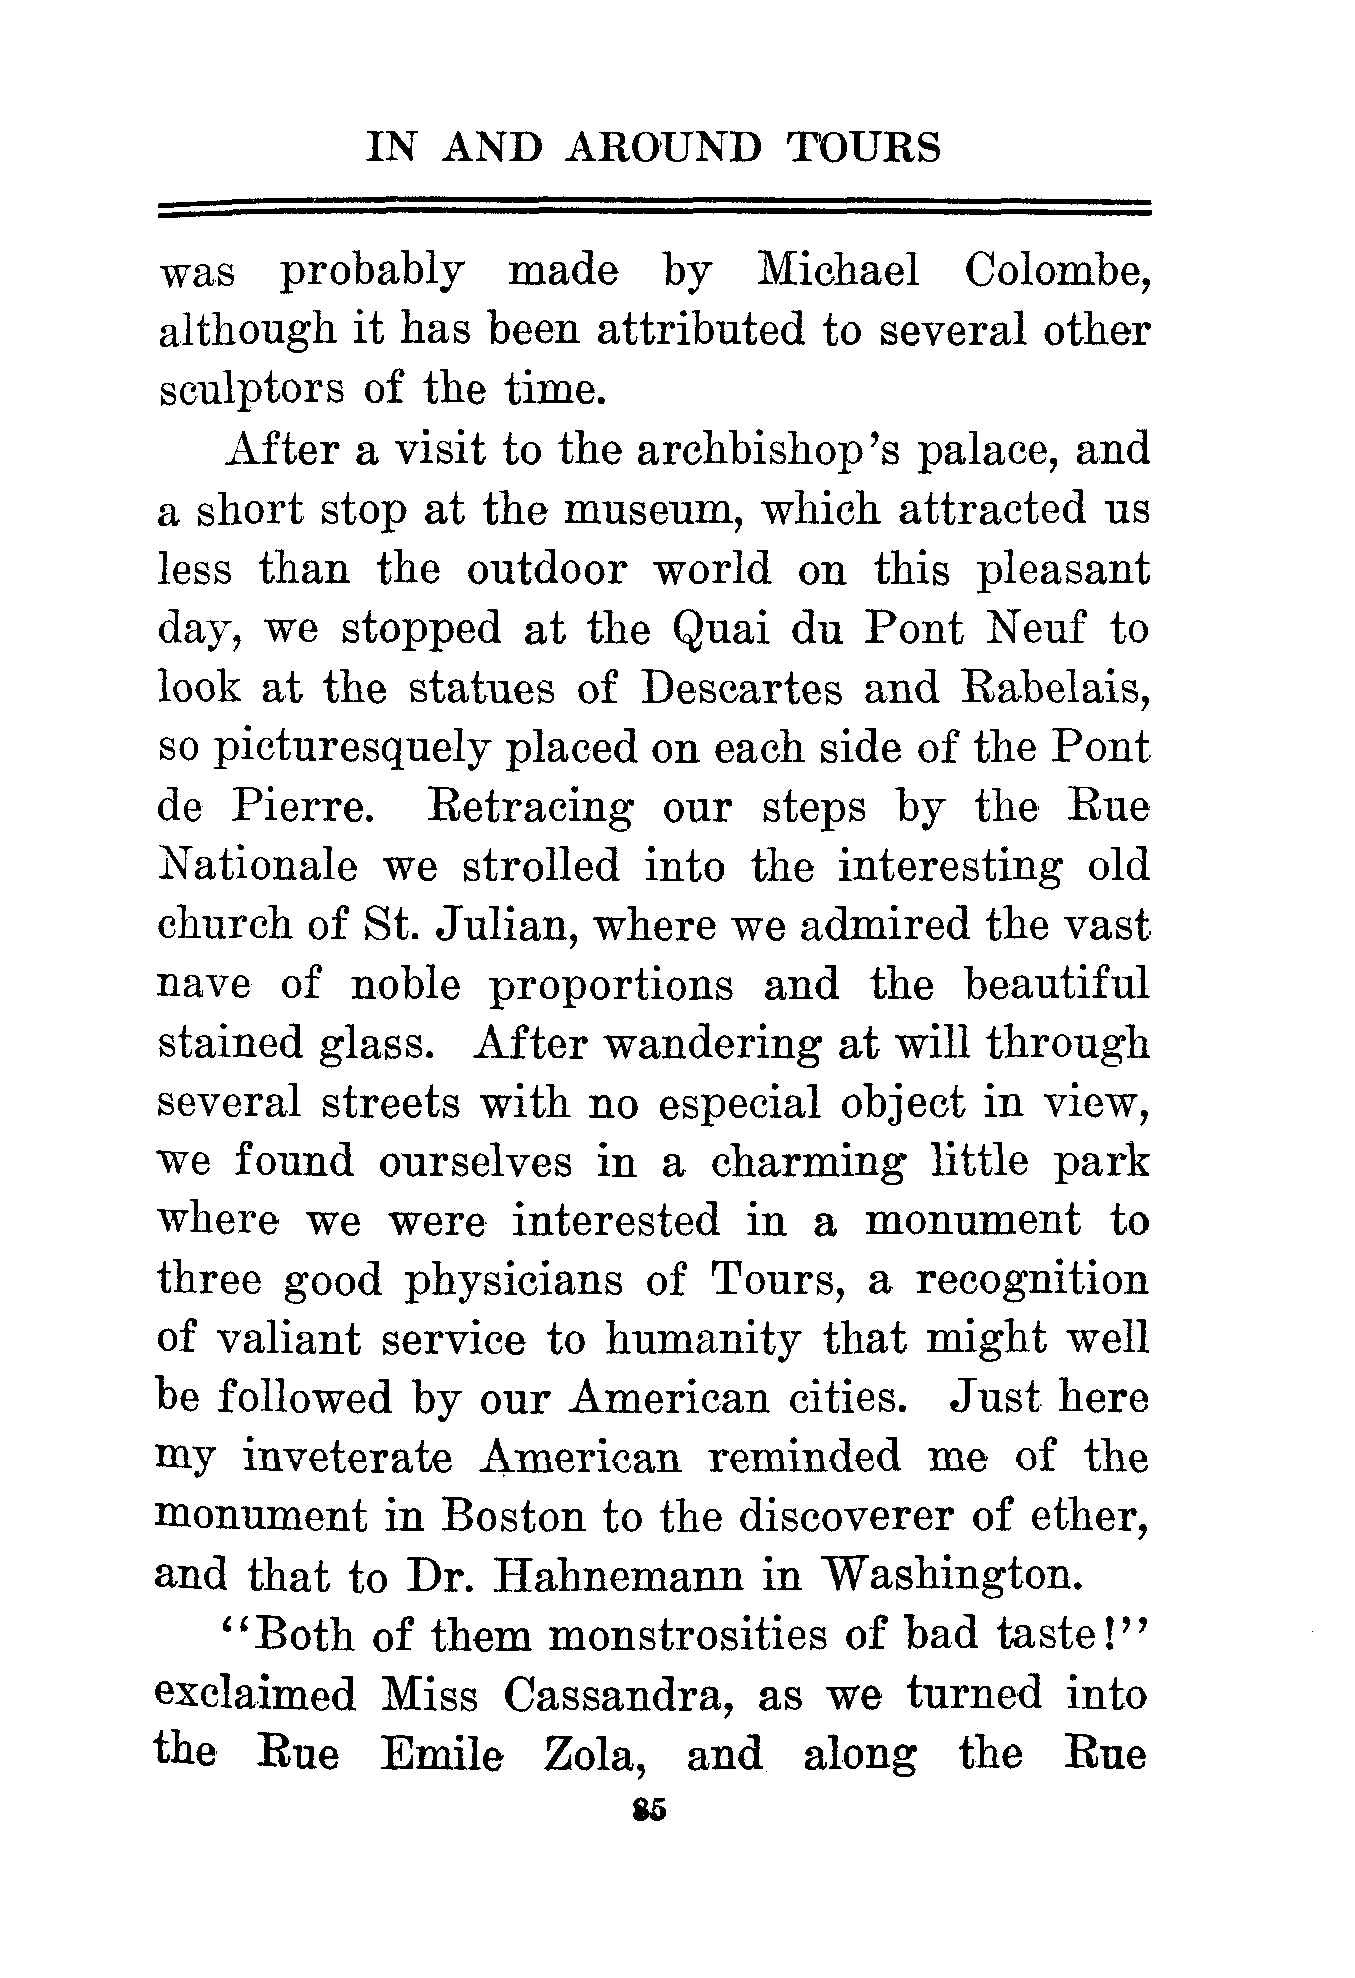 IN AND AROUND TOURS
was probably made by Michael Colombe,
although it has been attributed to several other
sculptors of the time.
After a visit to the archbishop's palace, and
a short stop at the museum, which attracted us
less than the outdoor world on this pleasant
day, we stopped at the Quai du Pont Neuf to
look at the statues of Descartes and Rabelais,
so picturesquely placed on each side of the Pont
de Pierre. Retracing our steps by the Rue
Nationale we strolled into the interesting old
church of St. Julian, where we admired the vast
nave of noble proportions and the beautiful
stained glass. After wandering at will through
several streets with no especial object in view,
we found ourselves in a charming little park
where we were interested in a monument to
three good physicians of Tours, a recognition
of valiant service to humanity that might well
be followed by our American cities. Just here
my inveterate American reminded me of the
monument in Boston to the discoverer of ether,
and that to Dr. Hahnemann in Washington.
"Both of them monstrosities of bad taste!"
exclaimed Miss Cassandra, as we turned into
the Rue Emile Zola, and along the Rue
85